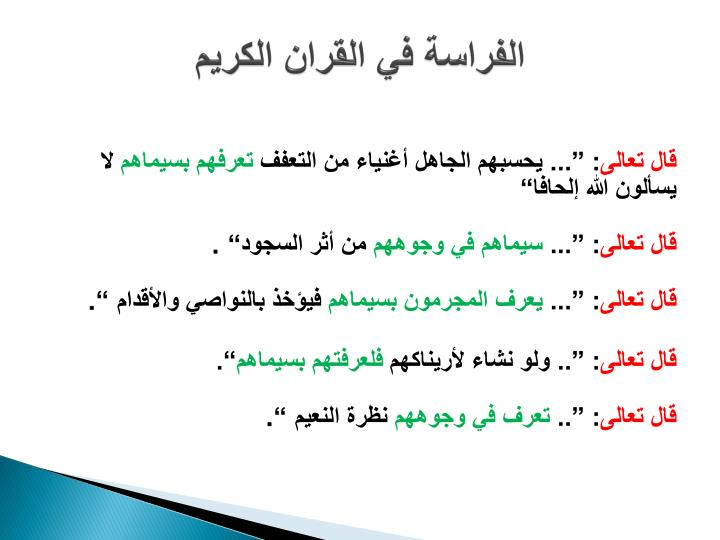 الفراسة في القران الكريم
قال تعالى: ”... يحسبهم الجاهل أغنياء من التعفف تعرفهم بسيماهم لا
يسألون الله إلحافا“
قال تعالى: ”... سيماهم في وجوههم من أثر السجود“ .
قال تعالى: ”... يعرف المجرمون بسيماهم فيؤخذ بالنواصي والأقدام “.
قال تعالى: ”.. ولو نشاء لأريناكهم فلعرفتهم بسيماهم“.
قال تعالى: ”.. تعرف في وجوههم نظرة النعيم “.